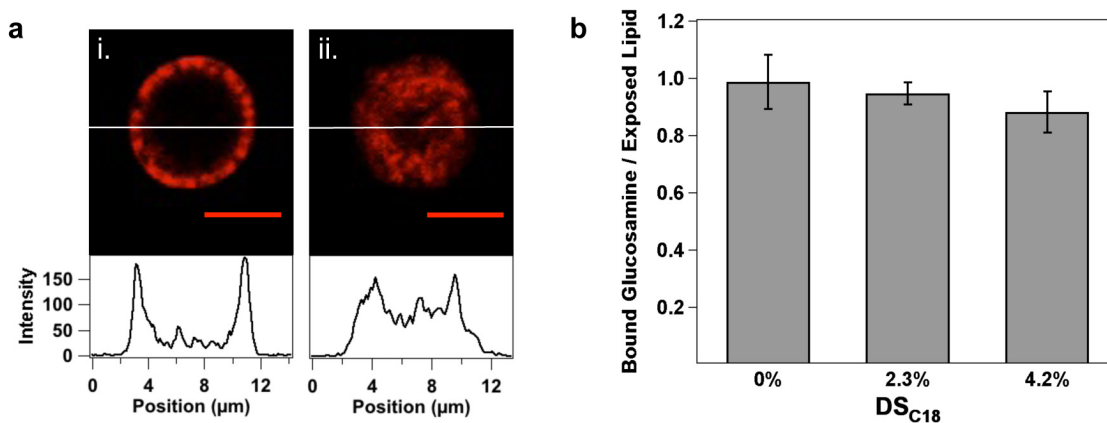 a
i.
ii.
Intensity
150
100
50
0
0 4 8 12
Position (µm)
0 4 8 12
Position (µm)
b
Bound Glucosamine / Exposed Lipid
1.2
1.0
0.8
0.6
0.4
0.2
0% 2.3% 4.2%
DSC18